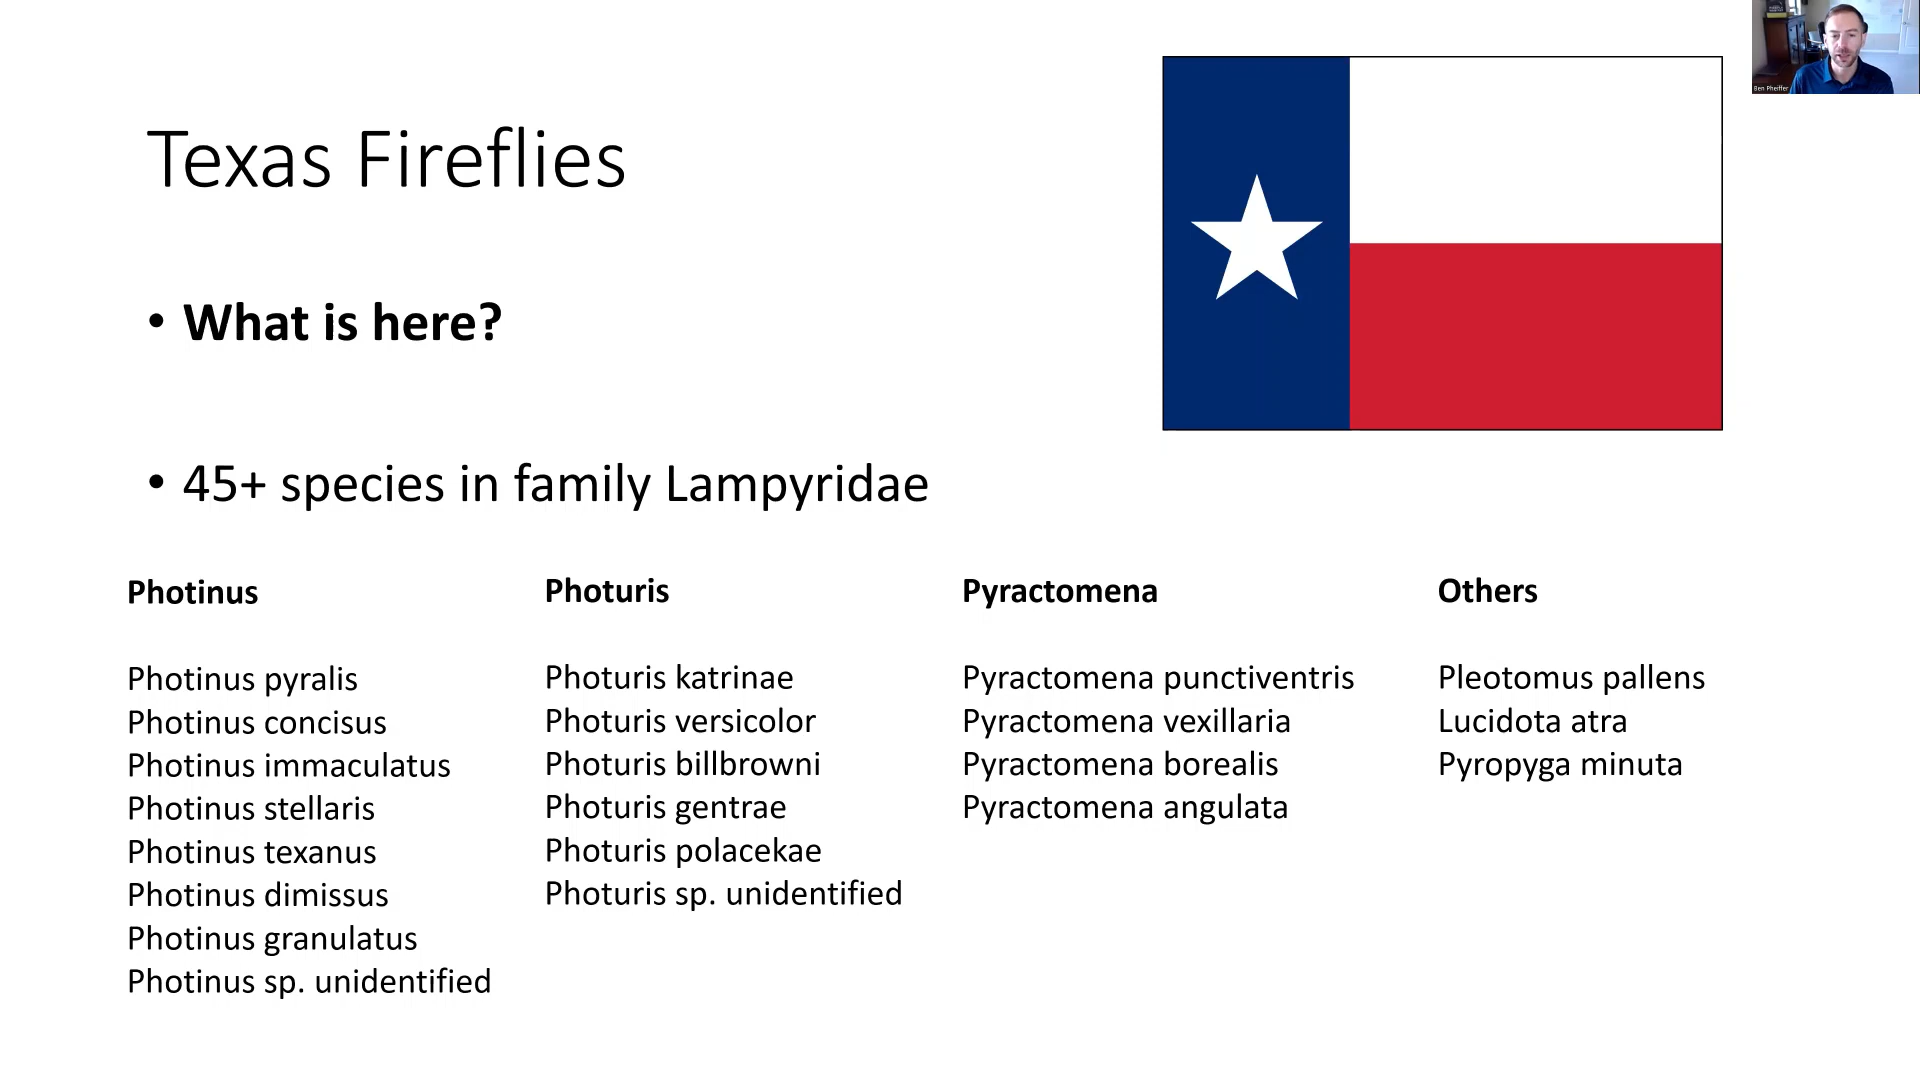 Texas Fireflies
Ben Pheiffer
• What is here?
• 45+ species in family Lampyridae
Photinus
Photinus pyralis
Photinus concisus
Photinus immaculatus
Photinus stellaris
Photinus texanus
Photinus dimissus
Photinus granulatus
Photinus sp. unidentified
Photuris
Photuris katrinae
Photuris versicolor
Photuris billbrowni
Photuris gentrae
Photuris polacekae
Photuris sp. unidentified
Pyractomena
Pyractomena punctiventris
Pyractomena vexillaria
Pyractomena borealis
Pyractomena angulata
Others
Pleotomus pallens
Lucidota atra
Pyropyga minuta